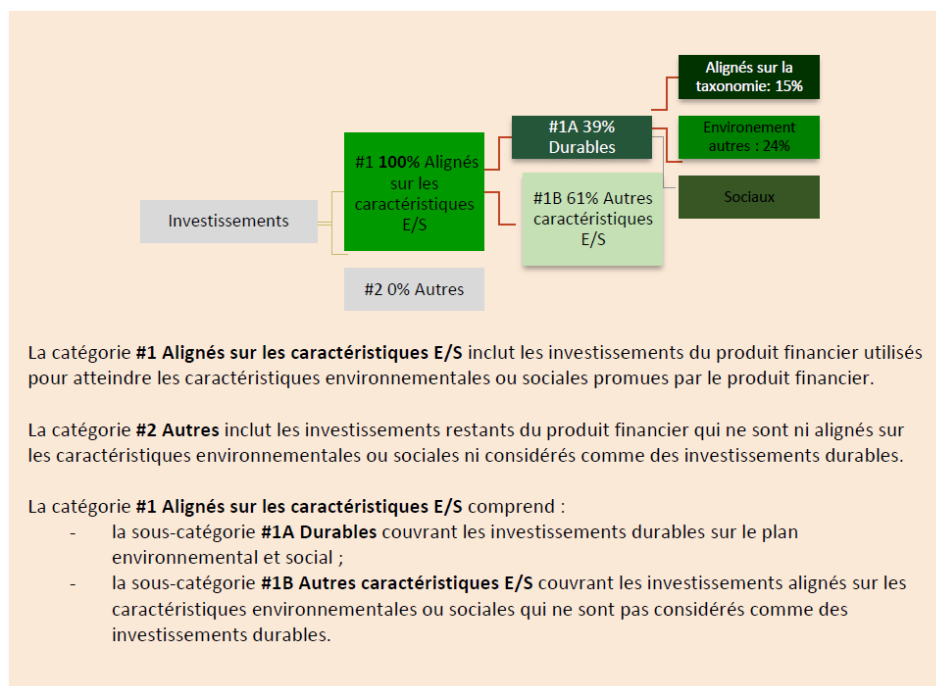 Alignés sur la
taxonomie: 15%
#1A 39%
Durables
Environement
autres : 24%
#1 100% Alignés
sur les
caractéristiques
E/S
#1B 61% Autres
caractéristiques
E/S
Sociaux
Investissements
#2 0% Autres
La catégorie #1 Alignés sur les caractéristiques E/S inclut les investissements du produit financier utilisés
pour atteindre les caractéristiques environnementales ou sociales promues par le produit financier.
La catégorie #2 Autres inclut les investissements restants du produit financier qui ne sont ni alignés sur
les caractéristiques environnementales ou sociales ni considérés comme des investissements durables.
La catégorie #1 Alignés sur les caractéristiques E/S comprend :
- la sous-catégorie #1A Durables couvrant les investissements durables sur le plan
environnemental et social ;
- la sous-catégorie #1B Autres caractéristiques E/S couvrant les investissements alignés sur les
caractéristiques environnementales ou sociales qui ne sont pas considérés comme des
investissements durables.